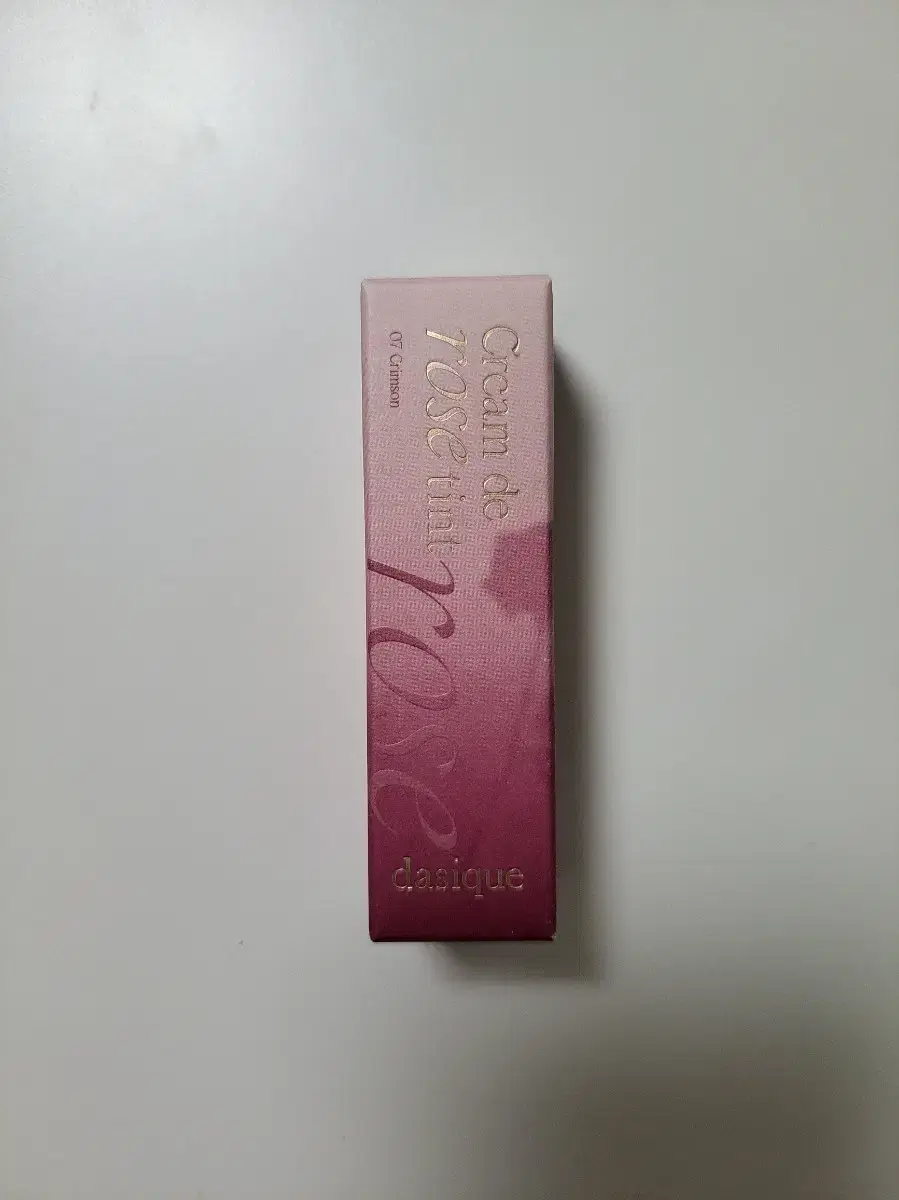 Cream de
rose tint
07 Crimson
rose
dasique